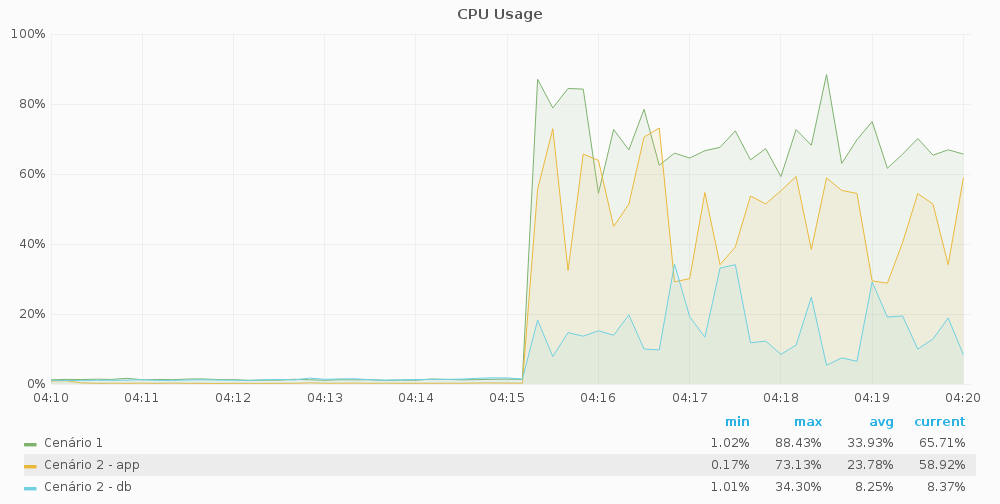 CPU Usage
100%
80%
60%
40%
20%
0%
04:10 04:11 04:12 04:13 04:14 04:15 04:16 04:17 04:18 04:19 04:20
min max avg current
Cenário 1 1.02% 88.43% 33.93% 65.71%
Cenário 2 - app 0.17% 73.13% 23.78% 58.92%
Cenário 2 - db 1.01% 34.30% 8.25% 8.37%